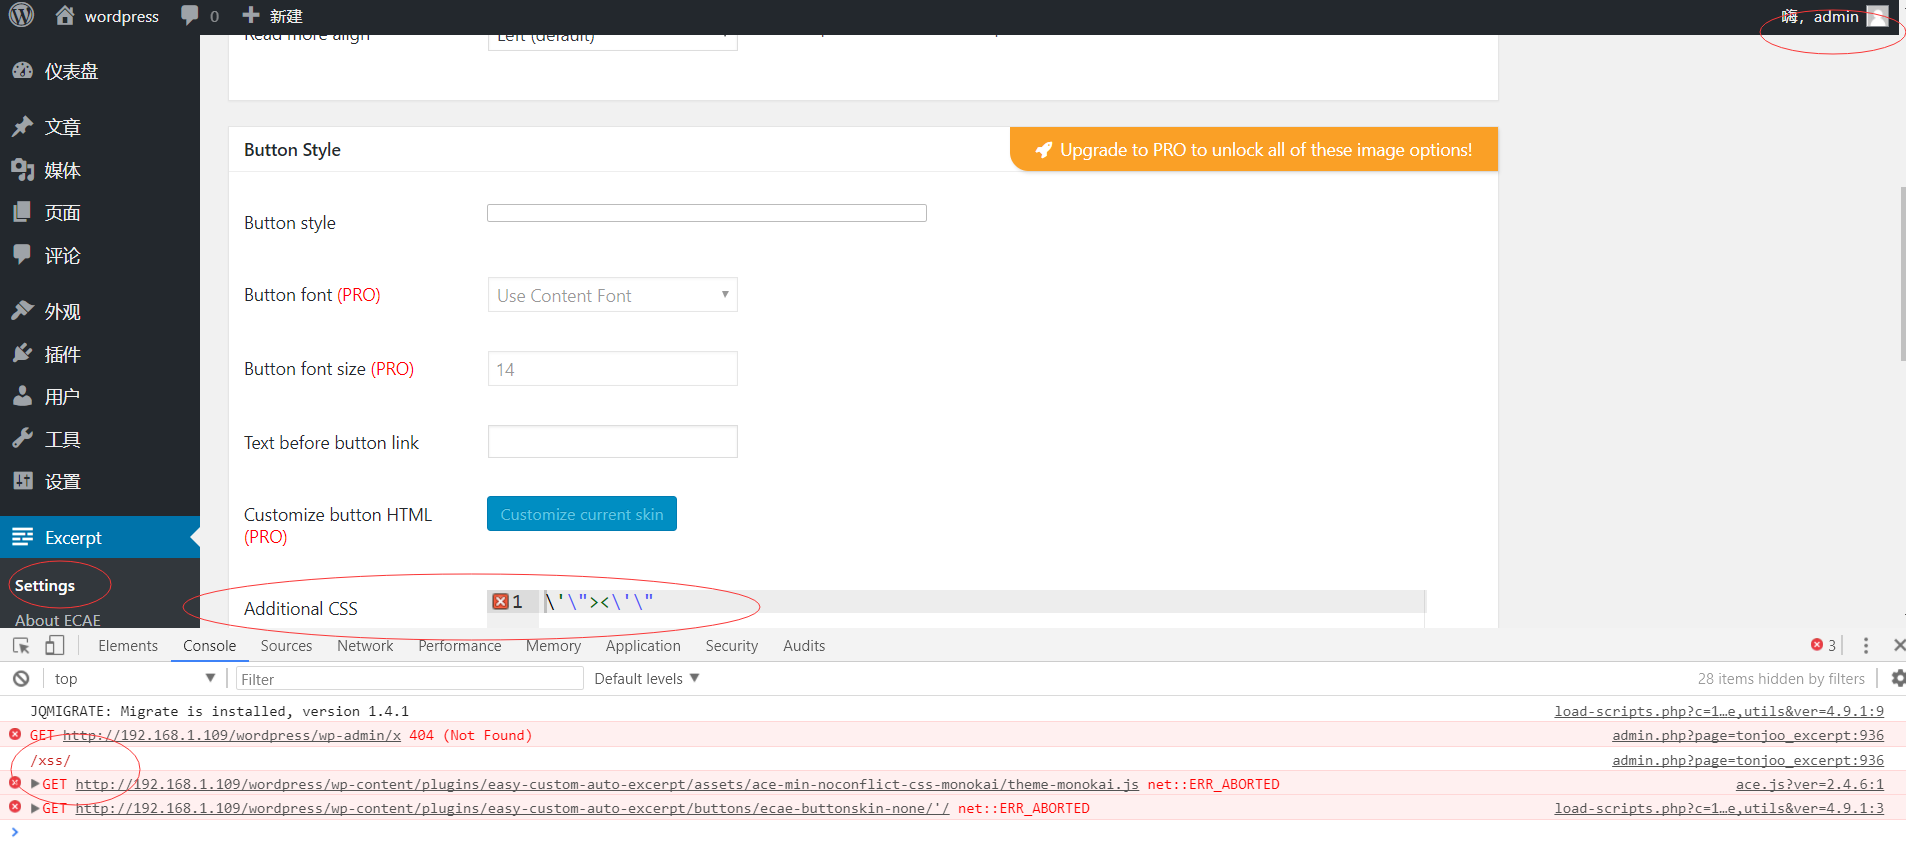 wordpress 0 新建 嗨，admin
Read more align Left (default)
仪表盘
文章
媒体
页面
评论
外观
插件
用户
工具
设置
Excerpt
Settings
About ECAE
Button Style Upgrade to PRO to unlock all of these image options!
Button style
Button font (PRO) Use Content Font
Button font size (PRO) 14
Text before button link
Customize button HTML (PRO) Customize current skin
Additional CSS 1 \'\"><\'\"
Elements Console Sources Network Performance Memory Application Security Audits 3
top Filter Default levels 28 items hidden by filters
JQMIGRATE: Migrate is installed, version 1.4.1 load-scripts.php?c=1…e,utils&ver=4.9.1:9
GET http://192.168.1.109/wordpress/wp-admin/x 404 (Not Found) admin.php?page=tonjoo_excerpt:936
/xss/ admin.php?page=tonjoo_excerpt:936
GET http://192.168.1.109/wordpress/wp-content/plugins/easy-custom-auto-excerpt/assets/ace-min-noconflict-css-monokai/theme-monokai.js net::ERR_ABORTED ace.js?ver=2.4.6:1
GET http://192.168.1.109/wordpress/wp-content/plugins/easy-custom-auto-excerpt/buttons/ecae-buttonskin-none/'/ net::ERR_ABORTED load-scripts.php?c=1…e,utils&ver=4.9.1:3